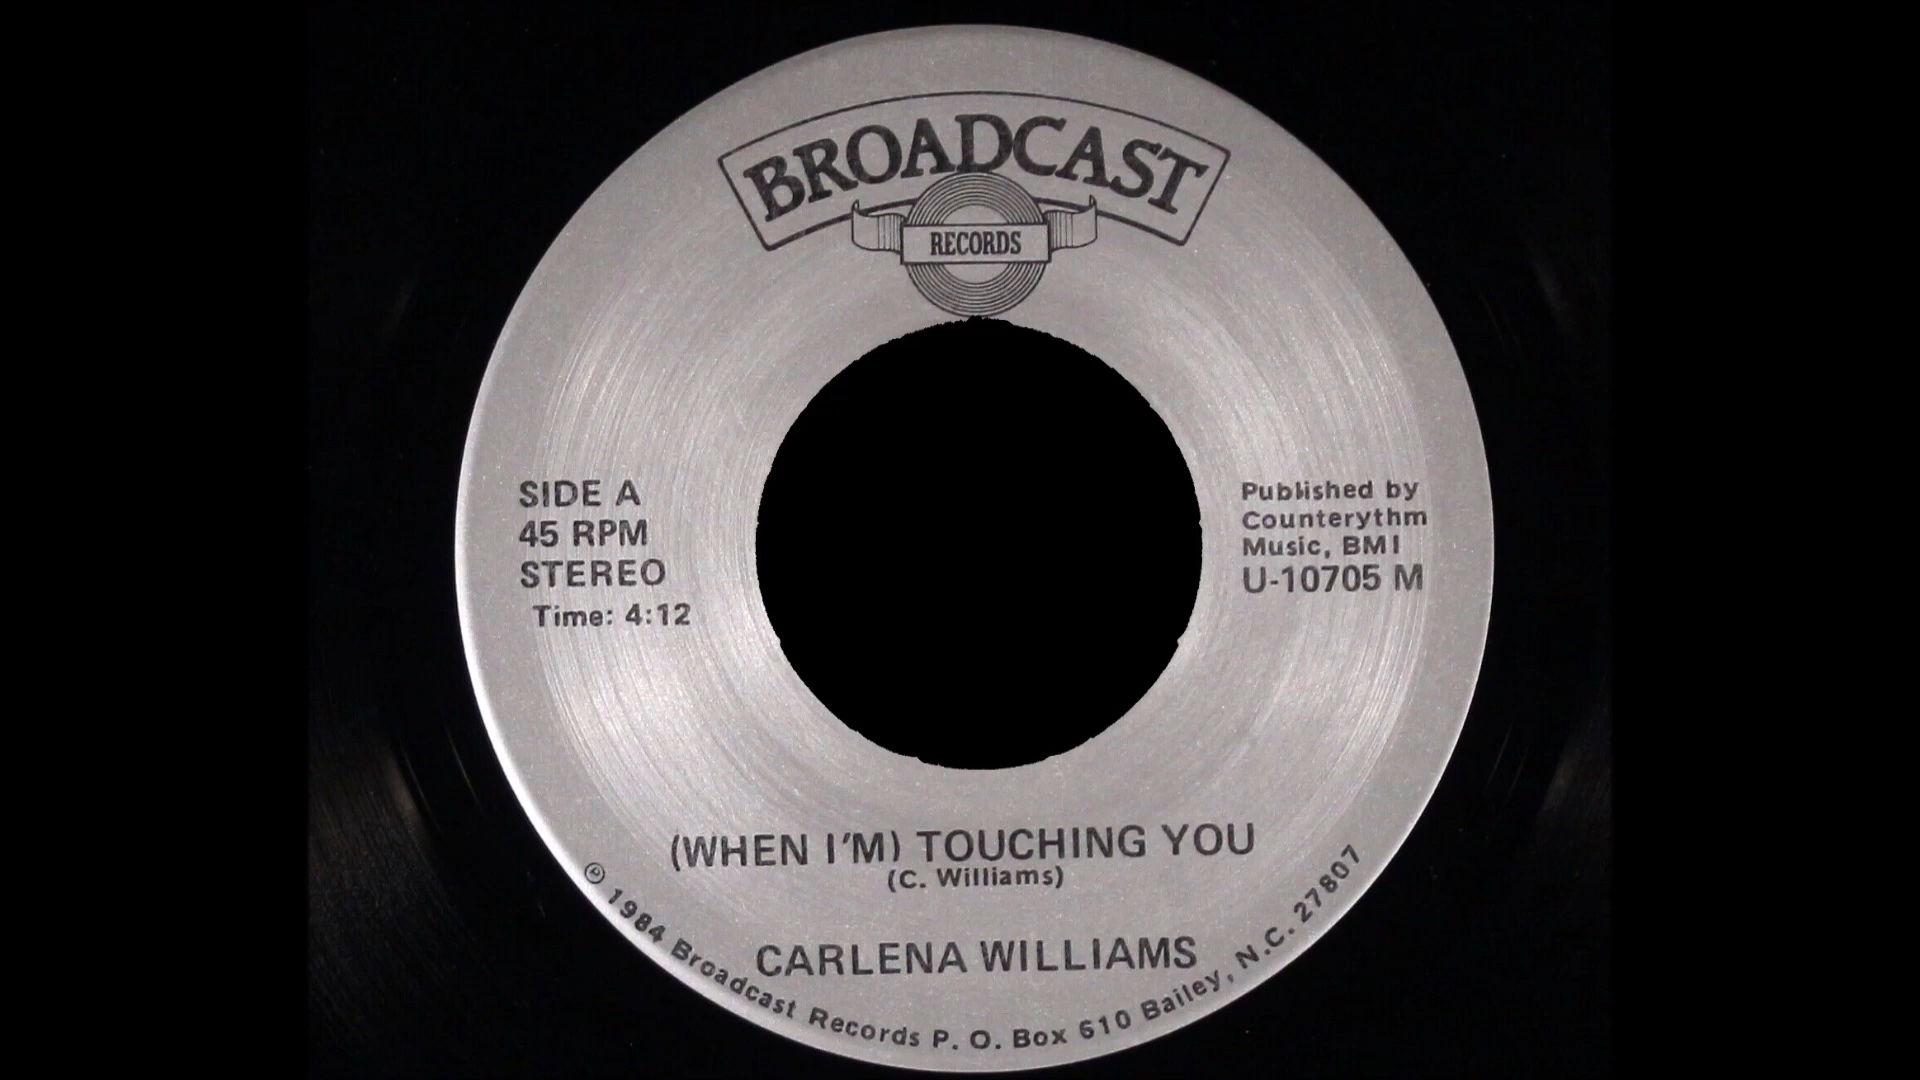 BROADCAST
RECORDS
SIDE A
45 RPM
STEREO
Time: 4:12
Published by
Counterythm
Music, BMI
U-10705 M
(WHEN I'M) TOUCHING YOU
(C. Williams)
CARLENA WILLIAMS
℗ 1984 Broadcast Records P. O. Box 610 Bailey, N.C. 27807